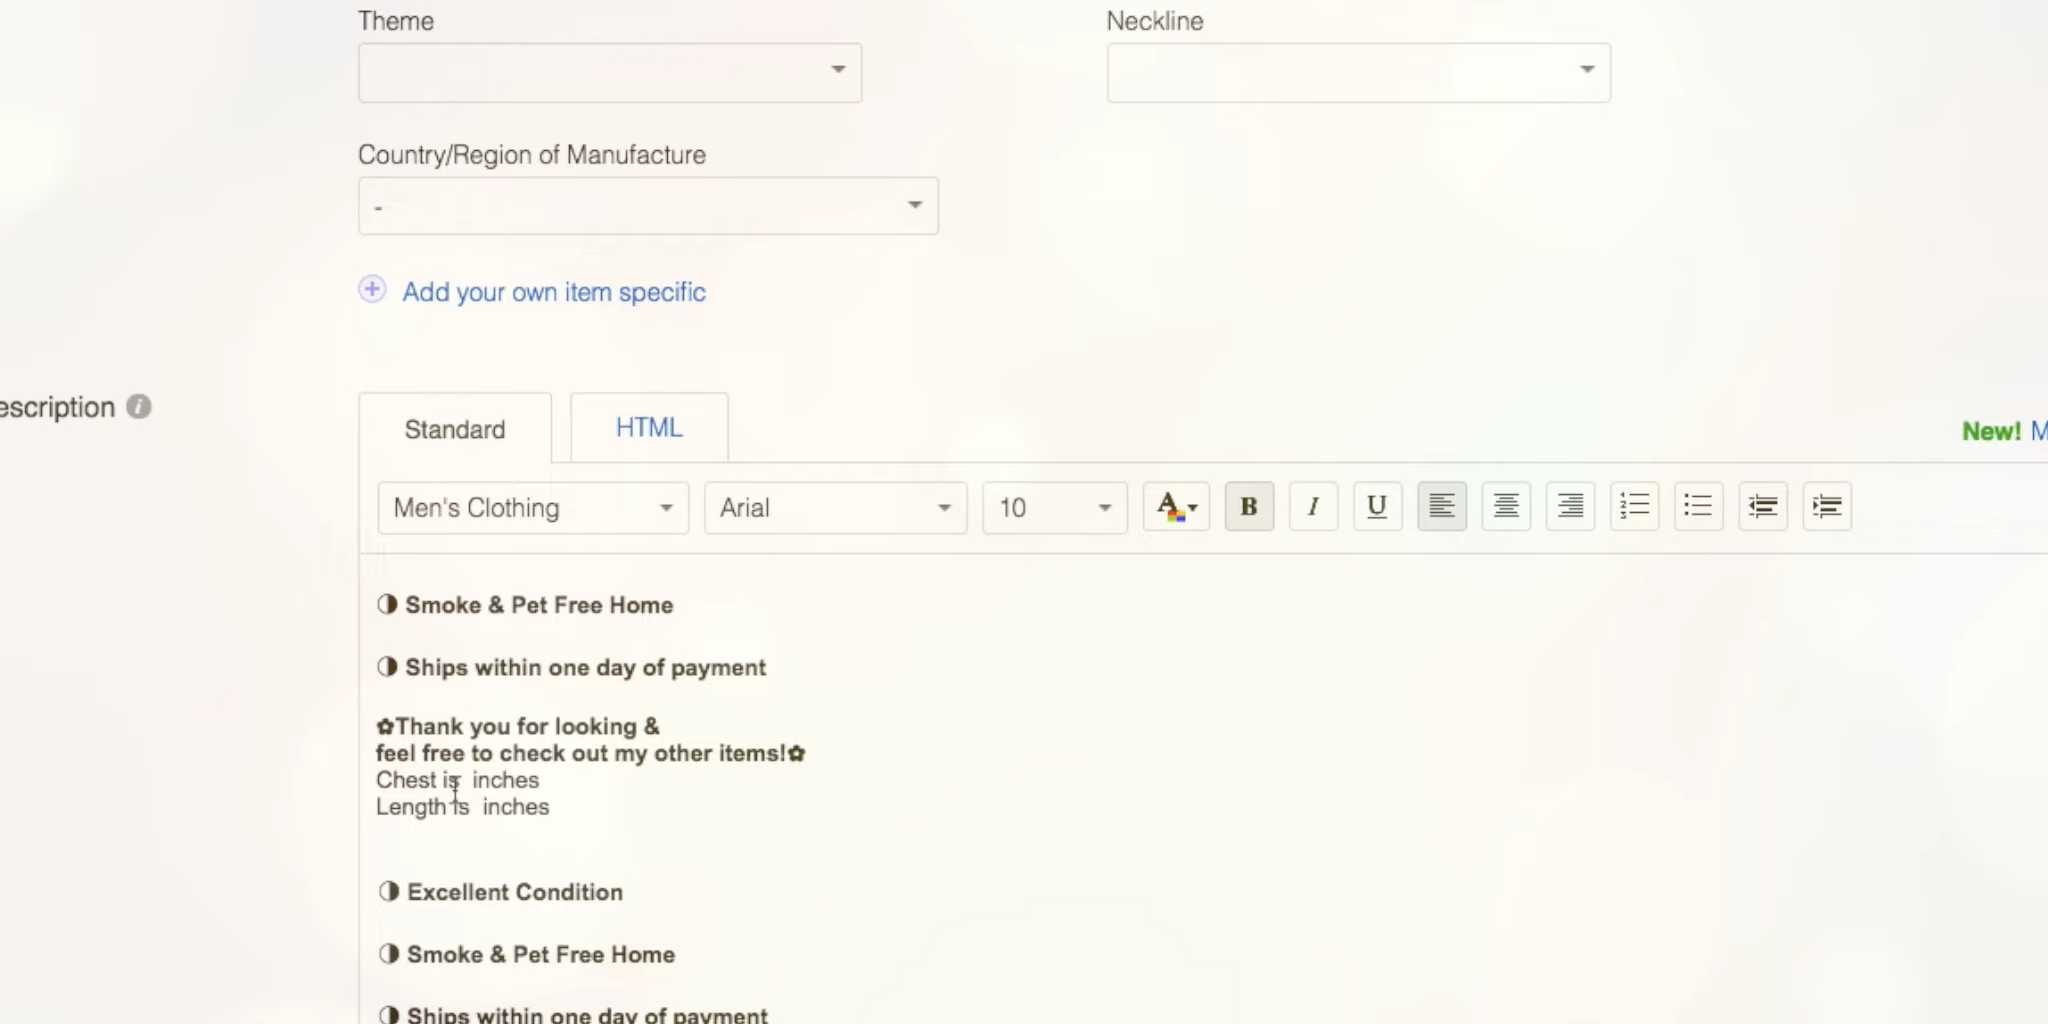 Theme
Neckline
Country/Region of Manufacture
-
Add your own item specific
escription
Standard
HTML
New! M
Men's Clothing
Arial
10
A
B
I
U
◑ Smoke & Pet Free Home
◑ Ships within one day of payment
✿Thank you for looking &
feel free to check out my other items!✿
Chest is inches
Length is inches
◑ Excellent Condition
◑ Smoke & Pet Free Home
◑ Ships within one day of payment